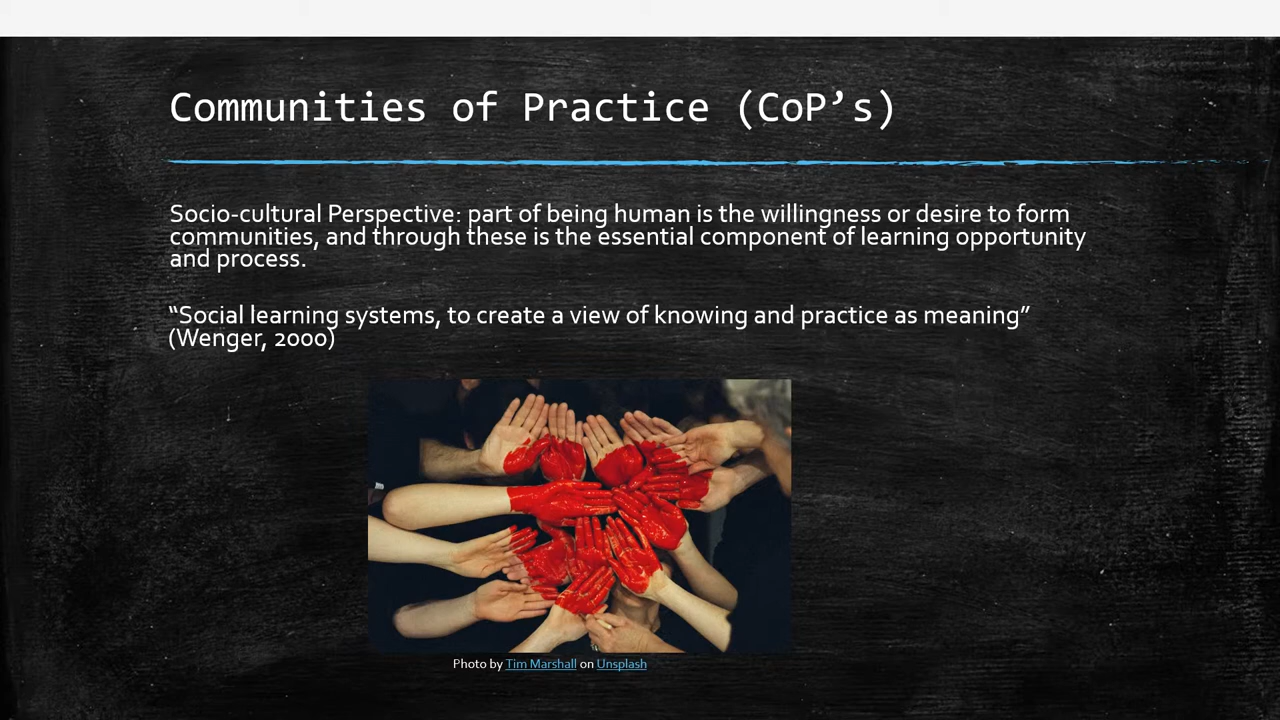 Communities of Practice (CoP’s)
Socio-cultural Perspective: part of being human is the willingness or desire to form
communities, and through these is the essential component of learning opportunity
and process.
“Social learning systems, to create a view of knowing and practice as meaning”
(Wenger, 2000)
Photo by Tim Marshall on Unsplash